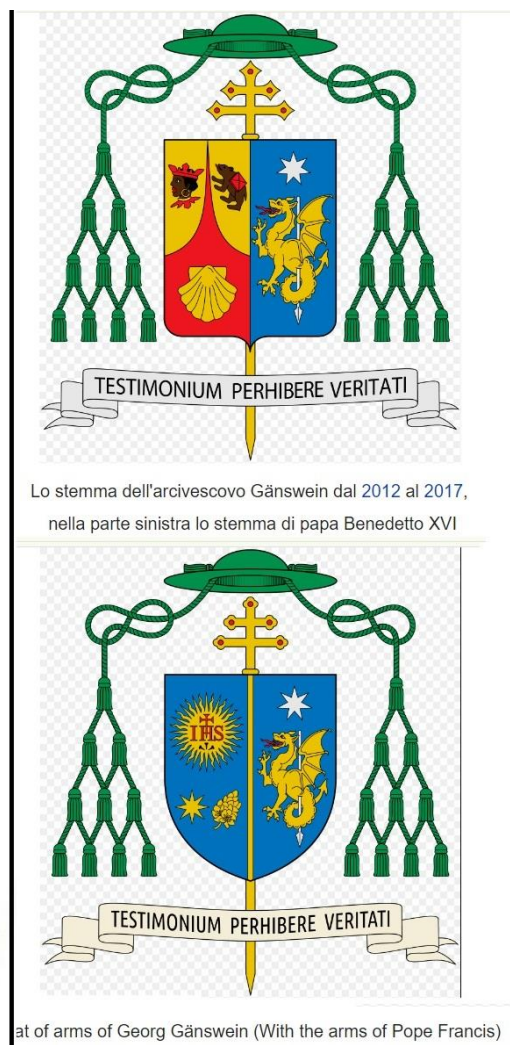 TESTIMONIUM PERHIBERE VERITATI
Lo stemma dell'arcivescovo Gänswein dal 2012 al 2017,
nella parte sinistra lo stemma di papa Benedetto XVI
IHS
TESTIMONIUM PERHIBERE VERITATI
at of arms of Georg Gänswein (With the arms of Pope Francis)